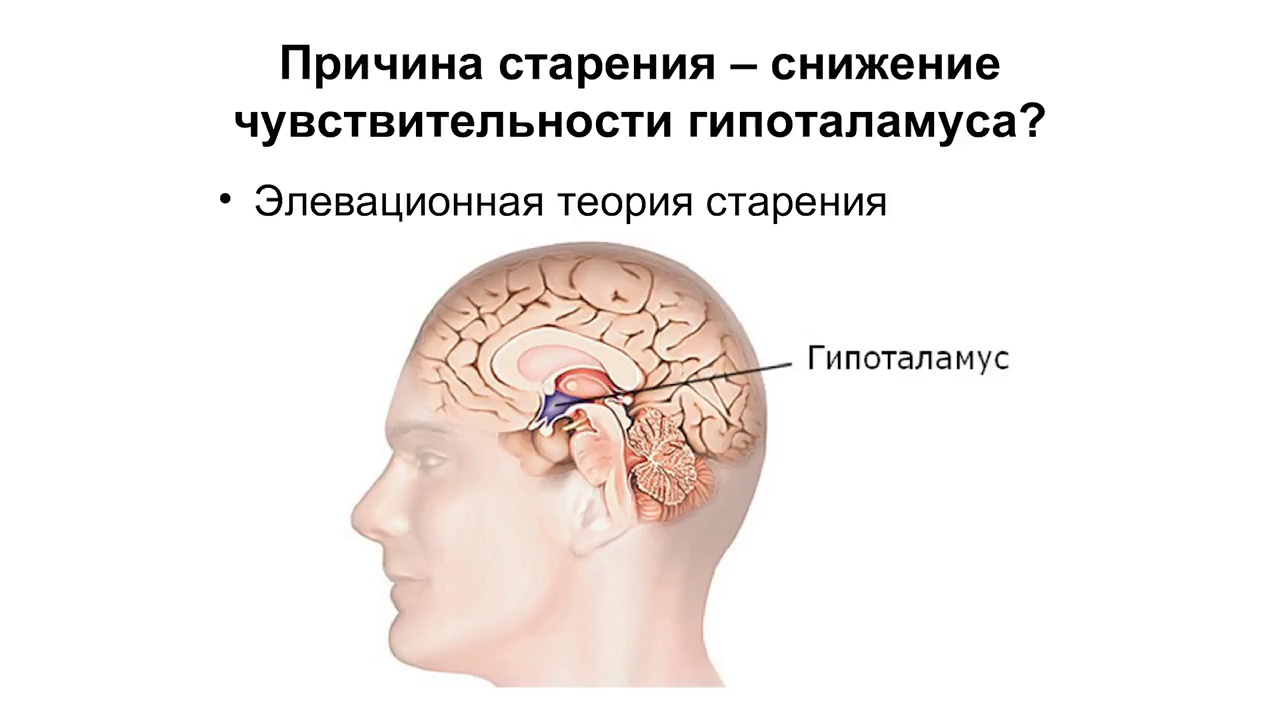 Причина старения – снижение
чувствительности гипоталамуса?
• Элевационная теория старения
Гипоталамус